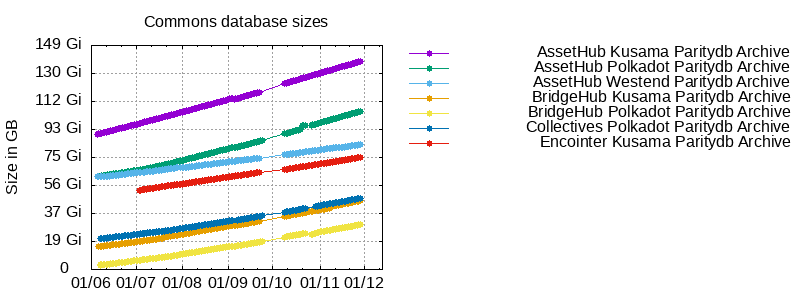 Commons database sizes
Size in GB
149 Gi
130 Gi
112 Gi
93 Gi
75 Gi
56 Gi
37 Gi
19 Gi
0
01/06 01/07 01/08 01/09 01/10 01/11 01/12
AssetHub Kusama Paritydb Archive
AssetHub Polkadot Paritydb Archive
AssetHub Westend Paritydb Archive
BridgeHub Kusama Paritydb Archive
BridgeHub Polkadot Paritydb Archive
Collectives Polkadot Paritydb Archive
Encointer Kusama Paritydb Archive